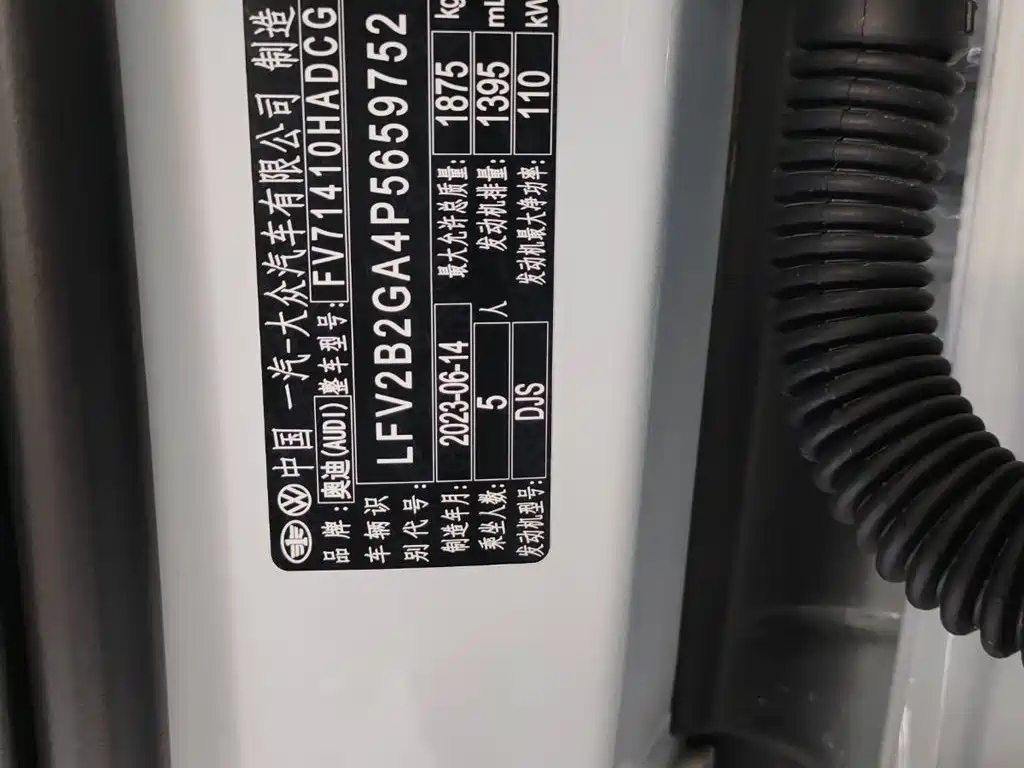 中国 一汽-大众汽车有限公司 制造
品牌:奥迪(AUDI) 整车型号:FV71410HADCG
车辆识别代号: LFV2B2GA4P5659752
制造年月: 2023-06-14 最大允许总质量: 1875 kg
乘坐人数: 5 人 发动机排量: 1395 mL
发动机型号: DJS 发动机最大净功率: 110 kW